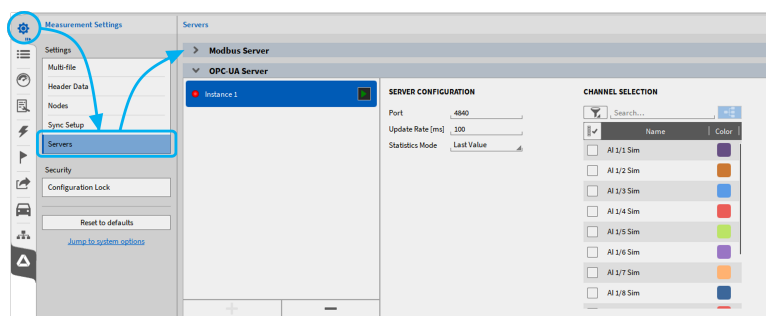 Measurement Settings
Servers
Settings
Multi-file
Header Data
Nodes
Sync Setup
Servers
Security
Configuration Lock
Reset to defaults
Jump to system options
Modbus Server
OPC-UA Server
Instance 1
SERVER CONFIGURATION
Port 4840
Update Rate [ms] 100
Statistics Mode Last Value
CHANNEL SELECTION
Search...
Name Color
AI 1/1 Sim
AI 1/2 Sim
AI 1/3 Sim
AI 1/4 Sim
AI 1/5 Sim
AI 1/6 Sim
AI 1/7 Sim
AI 1/8 Sim